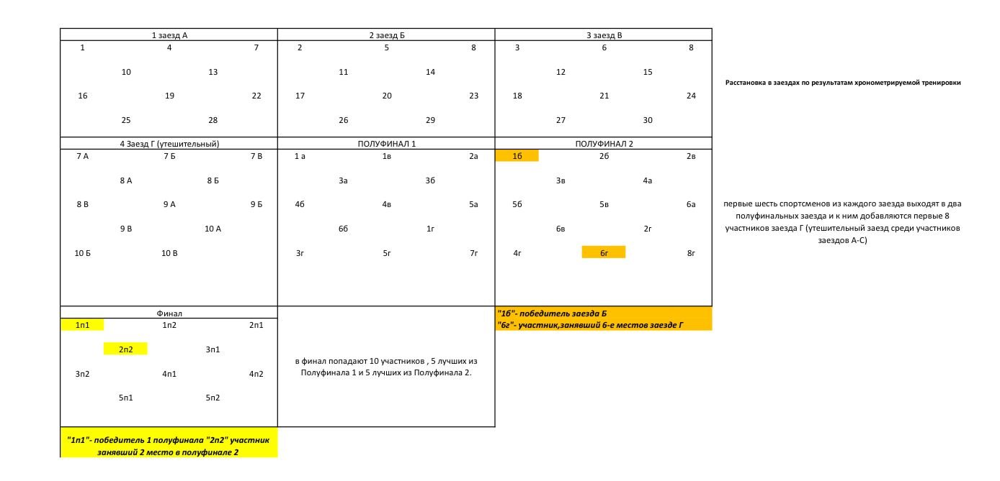 1 заезд А 2 заезд Б 3 заезд В
1 4 7 2 5 8 3 6 8
10 13 11 14 12 15
Расстановка в заездах по результатам хронометрируемой тренировки
16 19 22 17 20 23 18 21 24
25 28 26 29 27 30
4 Заезд Г (утешительный) ПОЛУФИНАЛ 1 ПОЛУФИНАЛ 2
7 А 7 Б 7 В 1 а 1в 2а 1б 2б 2в
8 А 8 Б 3а 3б 3в 4а
8 В 9 А 9 Б 4б 4в 5а 5б 5в 6а
9 В 10 А 6б 1г 6в 2г
10 Б 10 В 3г 5г 7г 4г 6г 8г
первые шесть спортсменов из каждого заезда выходят в два
полуфинальных заезда и к ним добавляются первые 8
участников заезда Г (утешительный заезд среди участников
заездов А-С)
Финал
1п1 1п2 2п1
2п2 3п1
3п2 4п1 4п2
5п1 5п2
в финал попадают 10 участников , 5 лучших из
Полуфинала 1 и 5 лучших из Полуфинала 2.
"1б"- победитель заезда Б
"6г"- участник,занявший 6-е местов заезде Г
"1п1"- победитель 1 полуфинала "2п2" участник
занявший 2 место в полуфинале 2